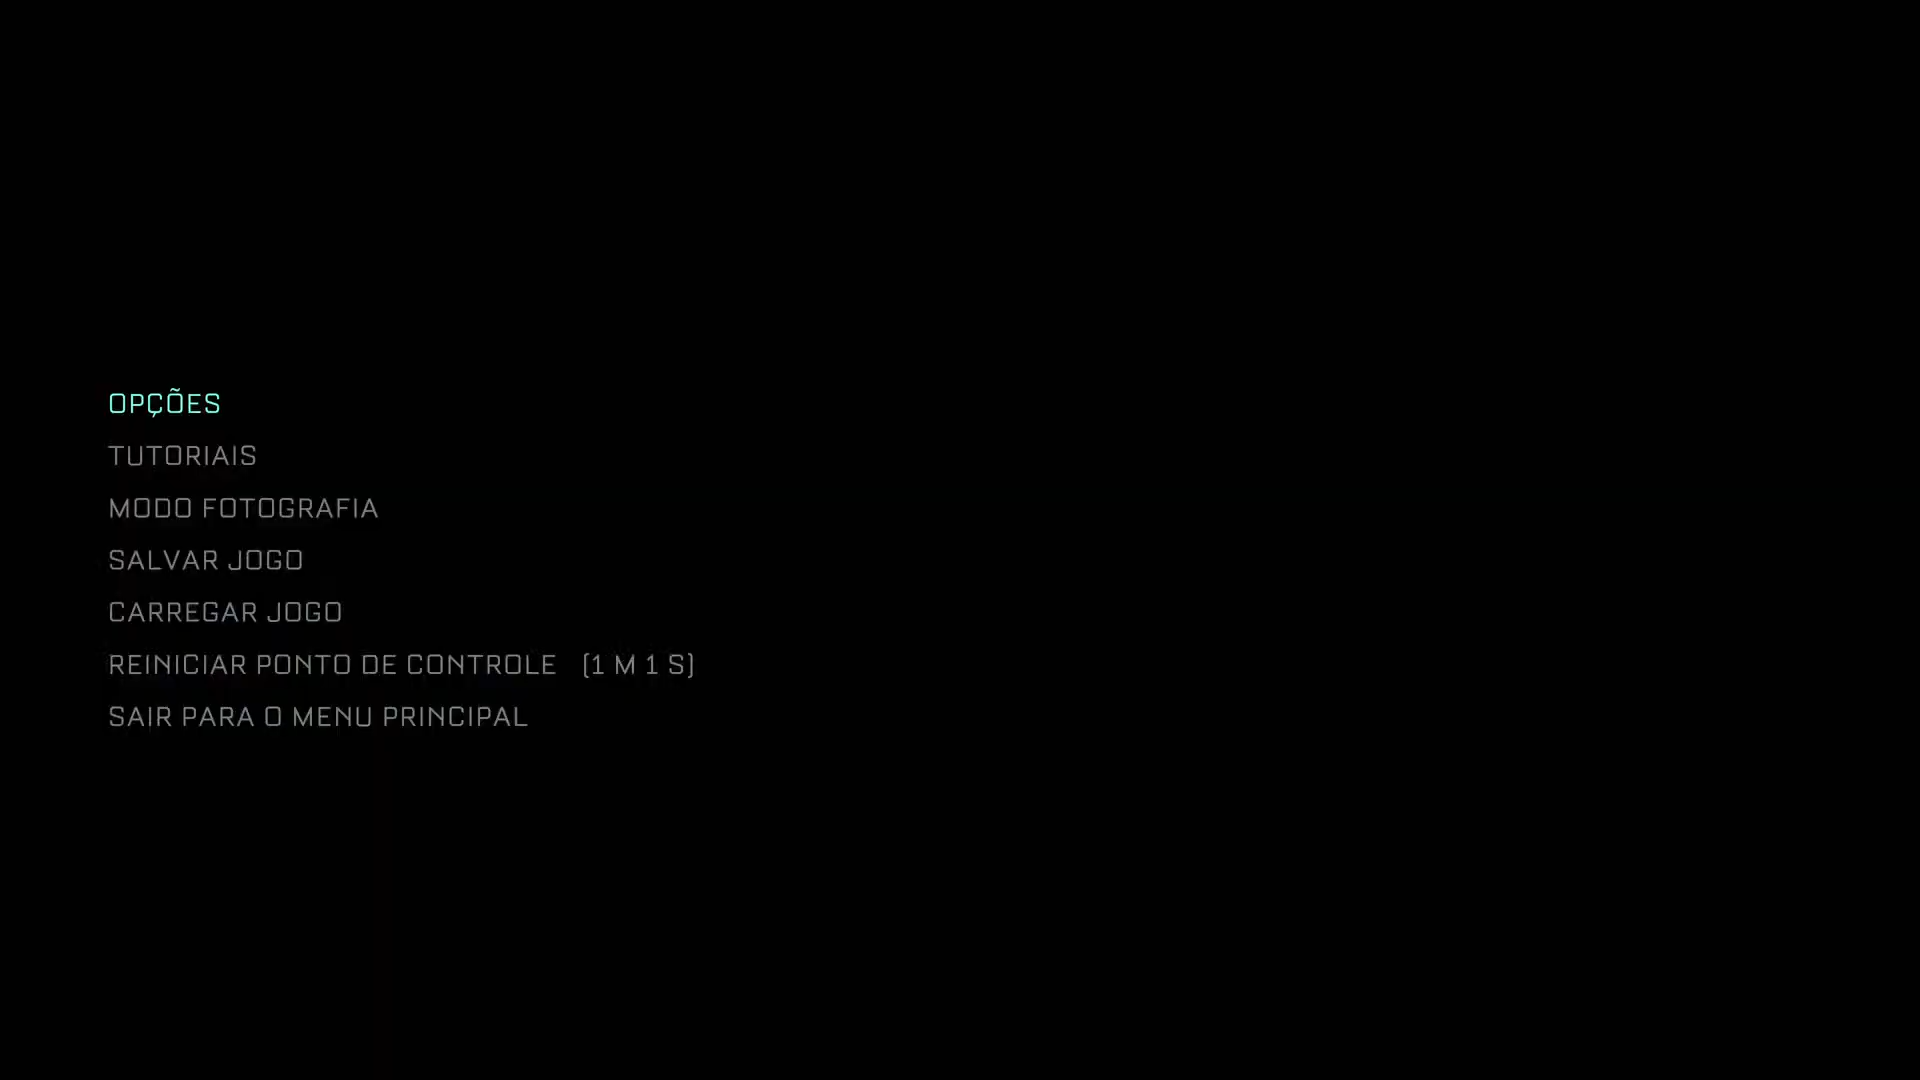 OPÇÕES
TUTORIAIS
MODO FOTOGRAFIA
SALVAR JOGO
CARREGAR JOGO
REINICIAR PONTO DE CONTROLE (1 M 1 S)
SAIR PARA O MENU PRINCIPAL